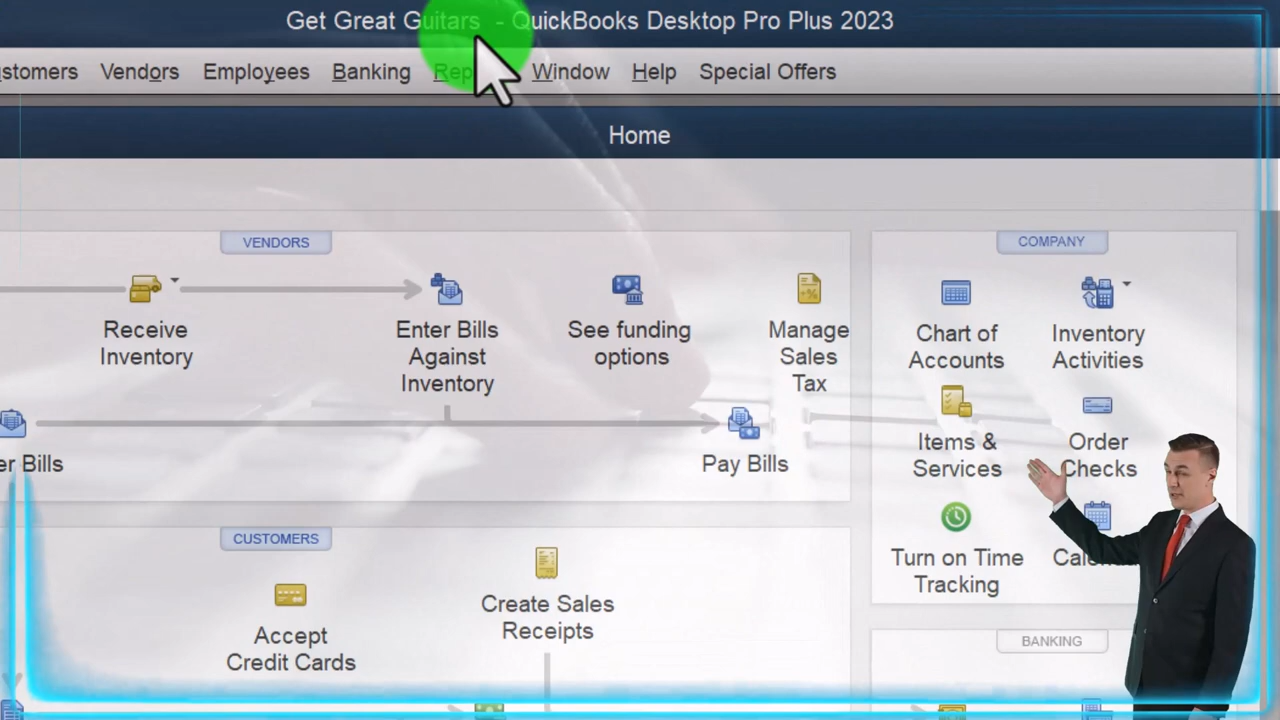 Get Great Guitars - QuickBooks Desktop Pro Plus 2023
Vendors Employees Banking Window Help Special Offers
Home
VENDORS
COMPANY
Receive
Inventory
Enter Bills
Against
Inventory
See funding
options
Manage
Sales
Tax
Chart of
Accounts
Inventory
Activities
Bills
Pay Bills
Items &
Services
Order
Checks
CUSTOMERS
Turn on Time
Tracking
Accept
Credit Cards
Create Sales
Receipts
BANKING